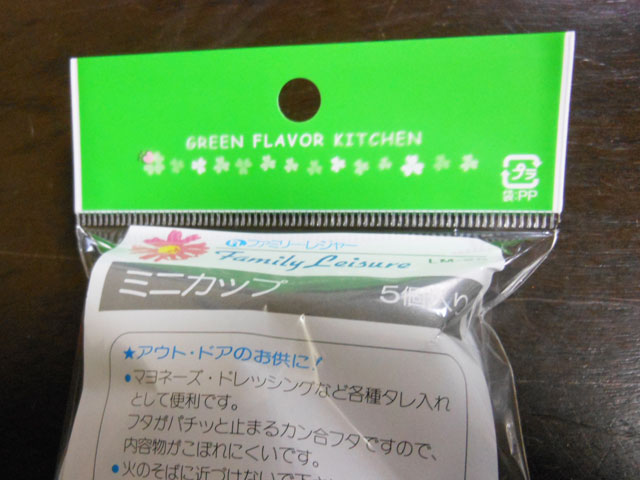 GREEN FLAVOR KITCHEN
プラ
袋:PP
ファミリーレジャー
Family Leisure
ミニカップ 5個入り
★アウト・ドアのお供に!
●マヨネーズ・ドレッシングなど各種タレ入れ
として便利です。
フタがパチッと止まるカン合フタですので、
内容物がこぼれにくいです。
●火のそばに近づけないで下